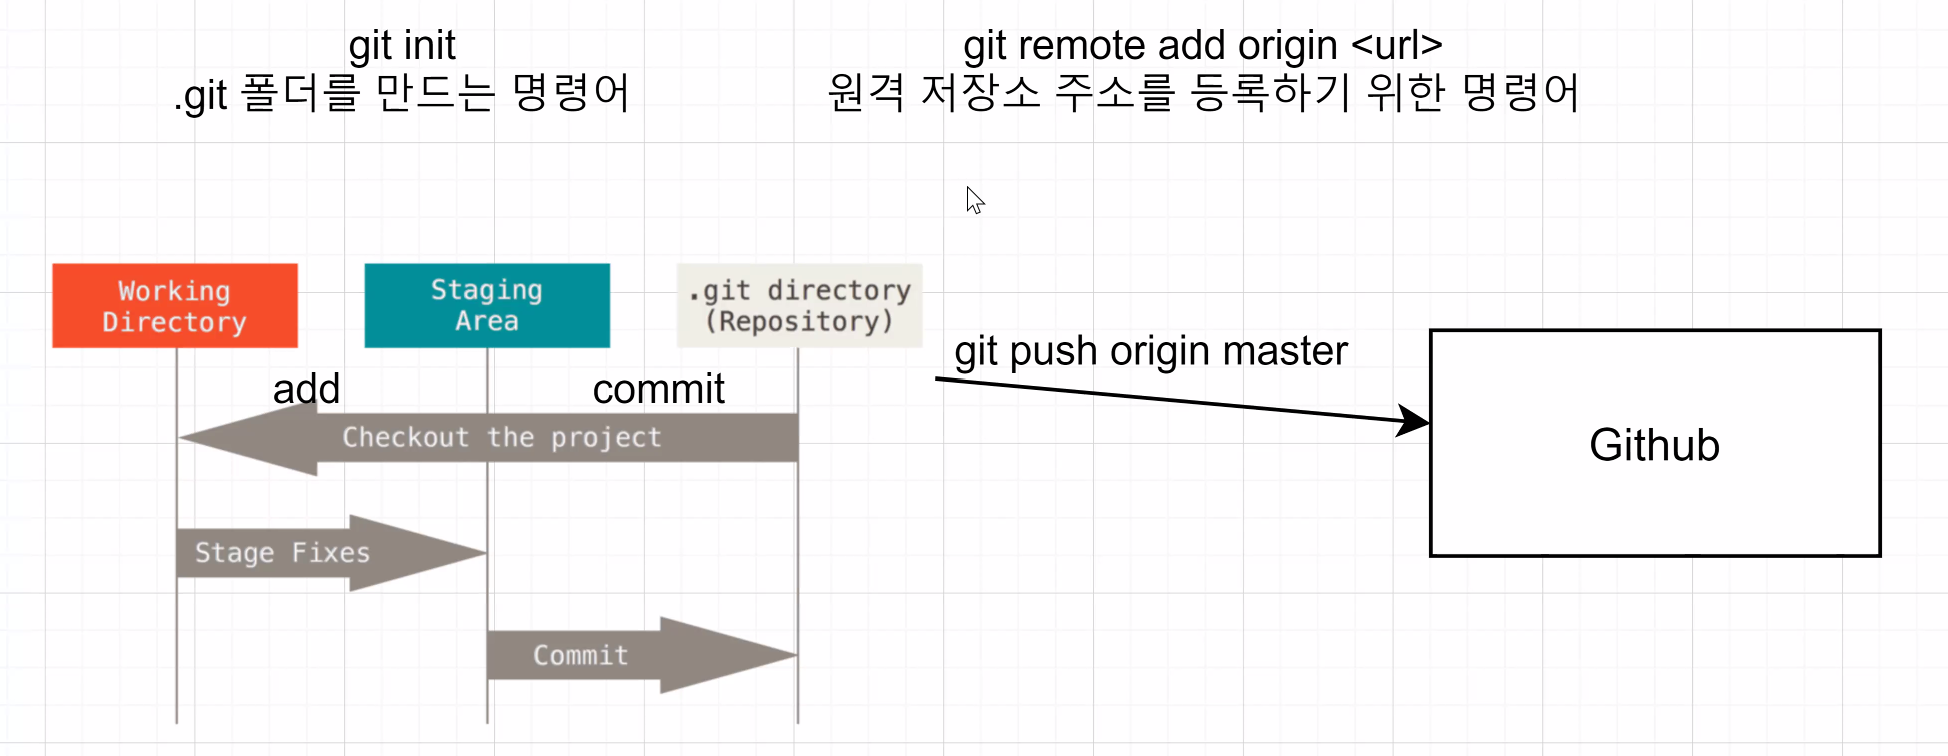 git init
.git 폴더를 만드는 명령어
git remote add origin <url>
원격 저장소 주소를 등록하기 위한 명령어
Working
Directory
Staging
Area
.git directory
(Repository)
git push origin master
add
commit
Checkout the project
Github
Stage Fixes
Commit